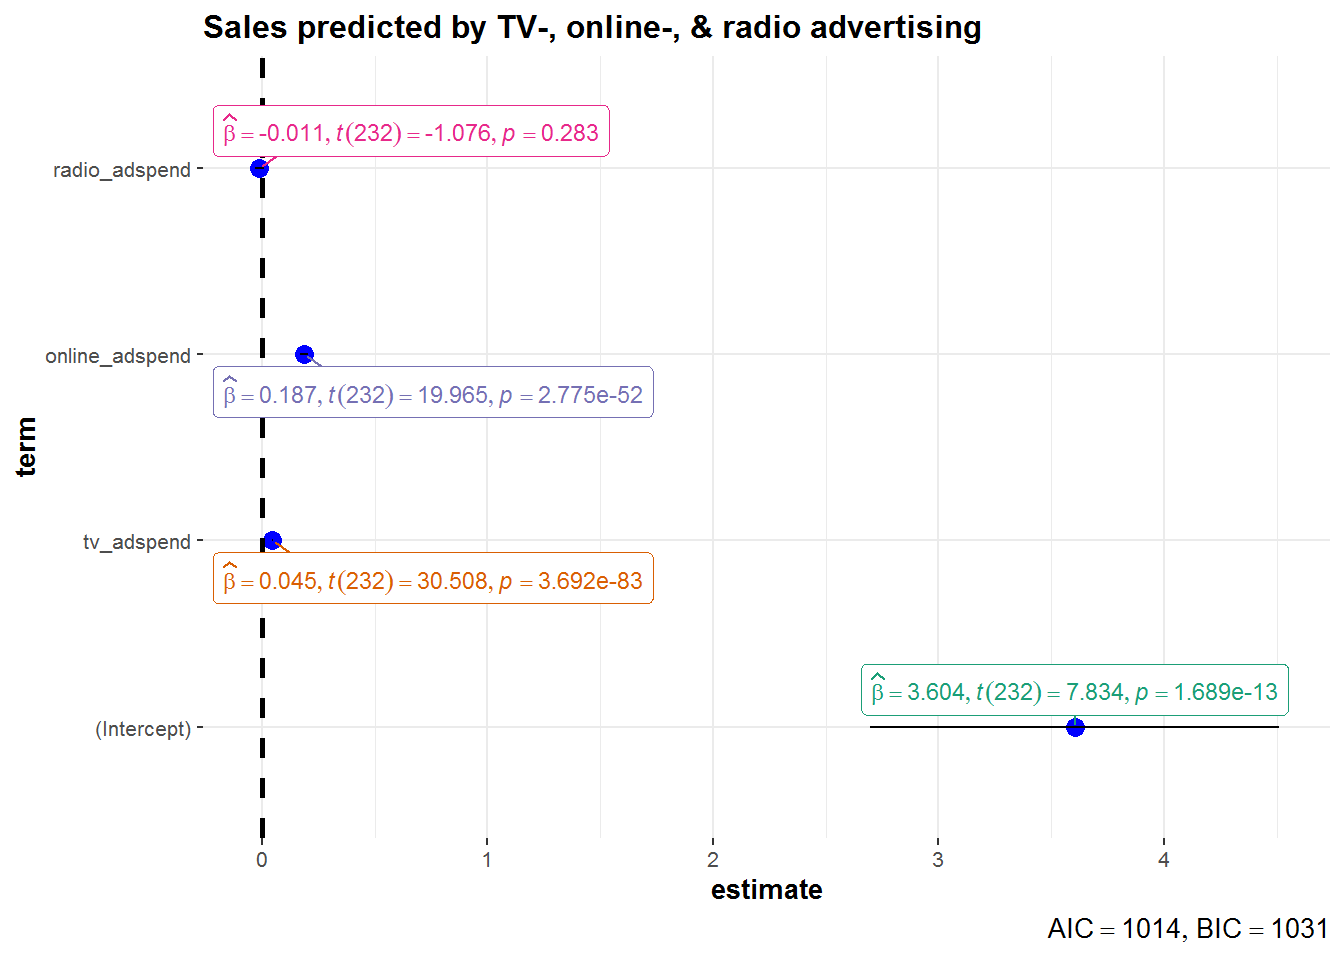 Sales predicted by TV-, online-, & radio advertising
β̂ = -0.011, t(232) = -1.076, p = 0.283
radio_adspend
online_adspend
β̂ = 0.187, t(232) = 19.965, p = 2.775e-52
term
tv_adspend
β̂ = 0.045, t(232) = 30.508, p = 3.692e-83
β̂ = 3.604, t(232) = 7.834, p = 1.689e-13
(Intercept)
0 1 2 3 4
estimate
AIC = 1014, BIC = 1031